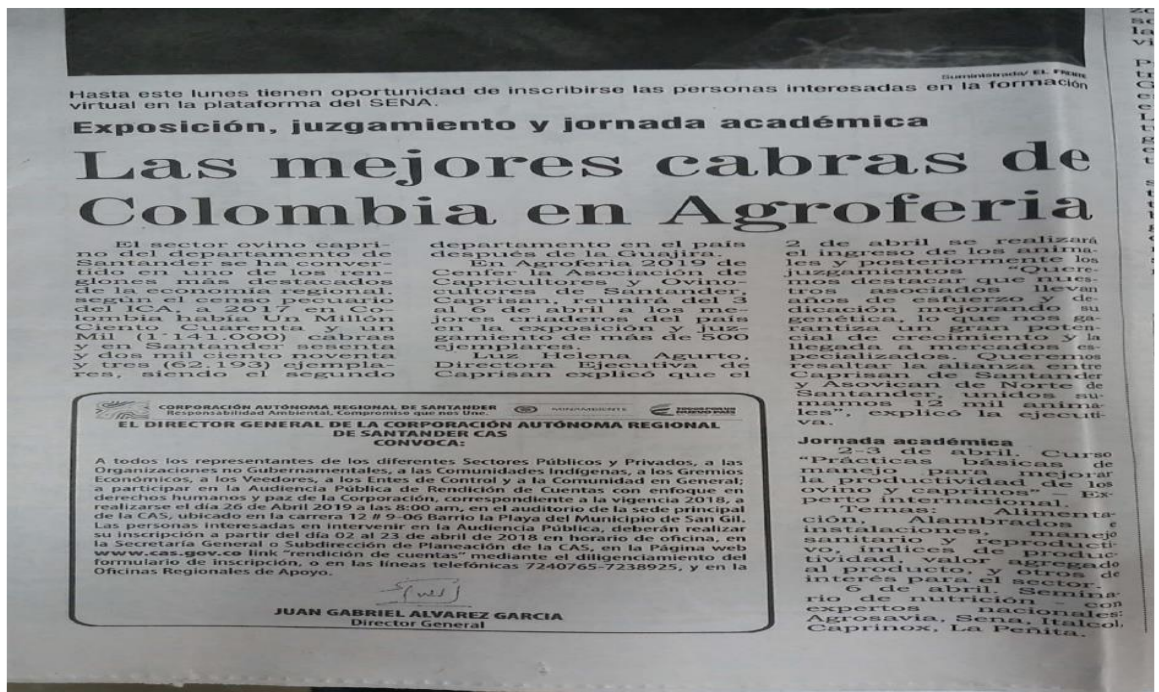 Suministrada/ EL FRENTE
Hasta este lunes tienen oportunidad de inscribirse las personas interesadas en la formación
virtual en la plataforma del SENA.
Exposición, juzgamiento y jornada académica
Las mejores cabras de
Colombia en Agroferia
El sector ovino capri-
no del departamento de
Santander se ha conver-
tido en uno de los ren-
glones más destacados
de la economía regional,
según el censo pecuario
del ICA, a 2017 en Co-
lombia había Un Millón
Ciento Cuarenta y un
Mil (1.141.000) cabras
y en Santander sesenta
y dos mil ciento noventa
y tres (62.193) ejempla-
res, siendo el segundo
departamento en el país
después de la Guajira.
En Agroferia 2019 de
Cenfer la Asociación de
Capricultores y Ovino-
cultores de Santander,
Caprisan, reunirá del 3
al 6 de abril a los me-
jores criaderos del país
en la exposición y juz-
gamiento de más de 500
ejemplares.
Luz Helena Agurto,
Directora Ejecutiva de
Caprisan explicó que el
2 de abril se realizará
el ingreso de los anima-
les y posteriormente los
juzgamientos "Quere-
mos destacar que nues-
tros asociados llevan
años de esfuerzo y de-
dicación mejorando su
genética, lo que nos ga-
rantiza un gran poten-
cial de crecimiento y la
llegada a mercados es-
pecializados. Queremos
resaltar la alianza entre
Caprisan de Santander
y Asovican de Norte de
Santander, unidos su-
mamos 12 mil anima-
les", explicó la ejecuti-
va.
Jornada académica
2-3 de abril. Curso
"Prácticas básicas de
manejo para mejorar
la productividad de los
ovino y caprinos" – Ex-
perto internacional.
Temas: Alimenta-
ción, Alambrados e
instalaciones, manejo
sanitario y reproducti-
vo, índices de produc-
tividad, valor agregado
al producto, y otros de
interés para el sector.
6 de abril. Semina-
rio de nutrición – con
expertos nacionales:
Agrosavia, Sena, Italcol,
Caprinox, La Peñita.
CORPORACIÓN AUTÓNOMA REGIONAL DE SANTANDER
Responsabilidad Ambiental, Compromiso que nos Une.
MINAMBIENTE
TODOS POR UN
NUEVO PAÍS
EL DIRECTOR GENERAL DE LA CORPORACIÓN AUTÓNOMA REGIONAL
DE SANTANDER CAS
CONVOCA:
A todos los representantes de los diferentes Sectores Públicos y Privados, a las
Organizaciones no Gubernamentales, a las Comunidades Indígenas, a los Gremios
Económicos, a los Veedores, a los Entes de Control y a la Comunidad en General;
a participar en la Audiencia Pública de Rendición de Cuentas con enfoque en
derechos humanos y paz de la Corporación, correspondiente a la vigencia 2018, a
realizarse el día 26 de Abril 2019 a las 8:00 am, en el auditorio de la sede principal
de la CAS, ubicado en la carrera 12 # 9-06 Barrio la Playa del Municipio de San Gil.
Las personas interesadas en intervenir en la Audiencia Pública, deberán realizar
su inscripción a partir del día 02 al 23 de abril de 2018 en horario de oficina, en
la Secretaría General o Subdirección de Planeación de la CAS, en la Página web
www.cas.gov.co link "rendición de cuentas" mediante el diligenciamiento del
formulario de inscripción, o en las líneas telefónicas 7240765-7238925, y en la
Oficinas Regionales de Apoyo.
JUAN GABRIEL ALVAREZ GARCIA
Director General